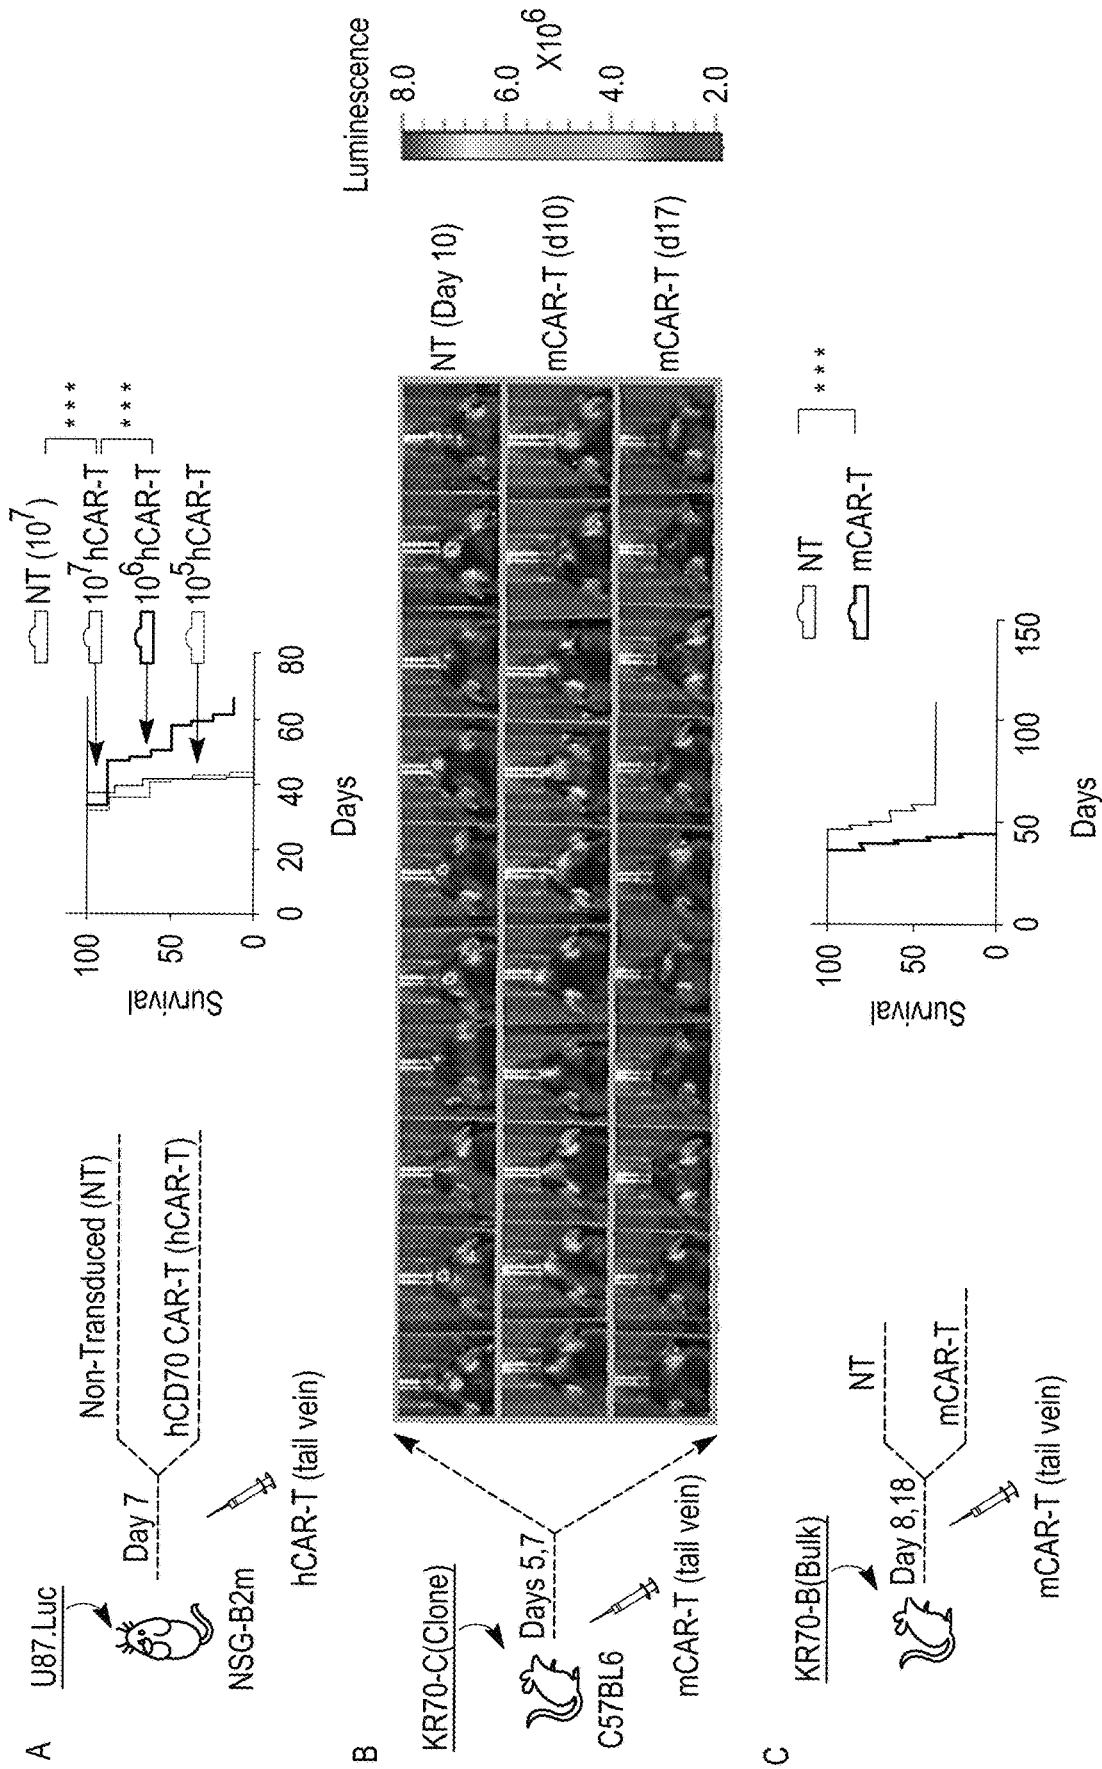 A
U87.Luc
NSG-B2m
Day 7
hCAR-T (tail vein)
Non-Transduced (NT)
hCD70 CAR-T (hCAR-T)
Survival
100
50
0
0
20
40
60
80
Days
NT (10⁷)
10⁷hCAR-T
10⁶hCAR-T
10⁵hCAR-T
***
***
B
KR70-C(Clone)
Days 5,7
C57BL6
mCAR-T (tail vein)
NT (Day 10)
mCAR-T (d10)
mCAR-T (d17)
Luminescence
8.0
6.0
4.0
2.0
X10⁶
C
KR70-B(Bulk)
Day 8,18
mCAR-T (tail vein)
NT
mCAR-T
Survival
100
50
0
0
50
100
150
Days
NT
mCAR-T
***